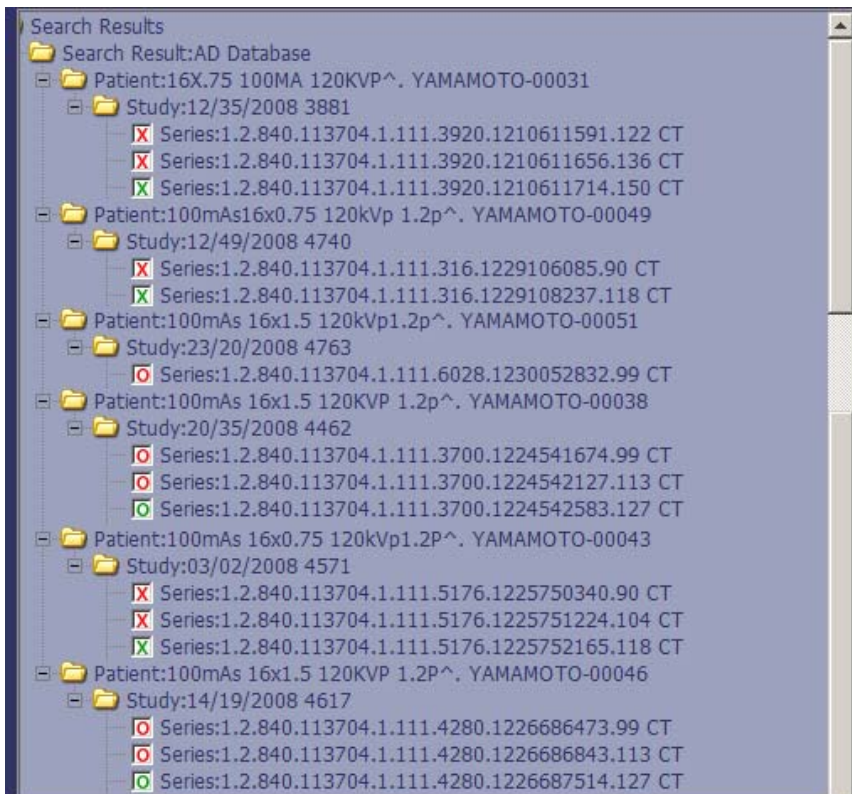 Search Results
Search Result:AD Database
Patient:16X.75 100MA 120KVP^. YAMAMOTO-00031
Study:12/35/2008 3881
X Series:1.2.840.113704.1.111.3920.1210611591.122 CT
X Series:1.2.840.113704.1.111.3920.1210611656.136 CT
X Series:1.2.840.113704.1.111.3920.1210611714.150 CT
Patient:100mAs16x0.75 120kVp 1.2p^. YAMAMOTO-00049
Study:12/49/2008 4740
X Series:1.2.840.113704.1.111.316.1229106085.90 CT
X Series:1.2.840.113704.1.111.316.1229108237.118 CT
Patient:100mAs 16x1.5 120kVp1.2p^. YAMAMOTO-00051
Study:23/20/2008 4763
O Series:1.2.840.113704.1.111.6028.1230052832.99 CT
Patient:100mAs 16x1.5 120KVP 1.2p^. YAMAMOTO-00038
Study:20/35/2008 4462
O Series:1.2.840.113704.1.111.3700.1224541674.99 CT
O Series:1.2.840.113704.1.111.3700.1224542127.113 CT
O Series:1.2.840.113704.1.111.3700.1224542583.127 CT
Patient:100mAs 16x0.75 120kVp1.2P^. YAMAMOTO-00043
Study:03/02/2008 4571
X Series:1.2.840.113704.1.111.5176.1225750340.90 CT
X Series:1.2.840.113704.1.111.5176.1225751224.104 CT
X Series:1.2.840.113704.1.111.5176.1225752165.118 CT
Patient:100mAs 16x1.5 120KVP 1.2P^. YAMAMOTO-00046
Study:14/19/2008 4617
O Series:1.2.840.113704.1.111.4280.1226686473.99 CT
O Series:1.2.840.113704.1.111.4280.1226686843.113 CT
O Series:1.2.840.113704.1.111.4280.1226687514.127 CT